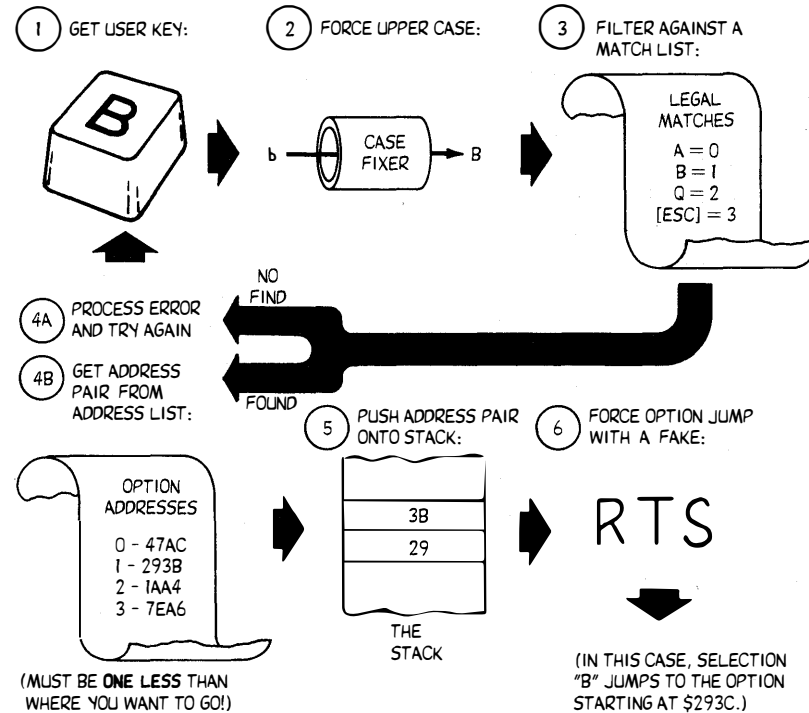 1 GET USER KEY:
B
2 FORCE UPPER CASE:
b
CASE
FIXER
B
3 FILTER AGAINST A
MATCH LIST:
LEGAL
MATCHES
A = 0
B = 1
Q = 2
[ESC] = 3
NO
FIND
4A PROCESS ERROR
AND TRY AGAIN
4B GET ADDRESS
PAIR FROM
ADDRESS LIST:
FOUND
OPTION
ADDRESSES
0 - 47AC
1 - 293B
2 - 1AA4
3 - 7EA6
(MUST BE ONE LESS THAN
WHERE YOU WANT TO GO!)
5 PUSH ADDRESS PAIR
ONTO STACK:
3B
29
THE
STACK
6 FORCE OPTION JUMP
WITH A FAKE:
RTS
(IN THIS CASE, SELECTION
"B" JUMPS TO THE OPTION
STARTING AT $293C.)